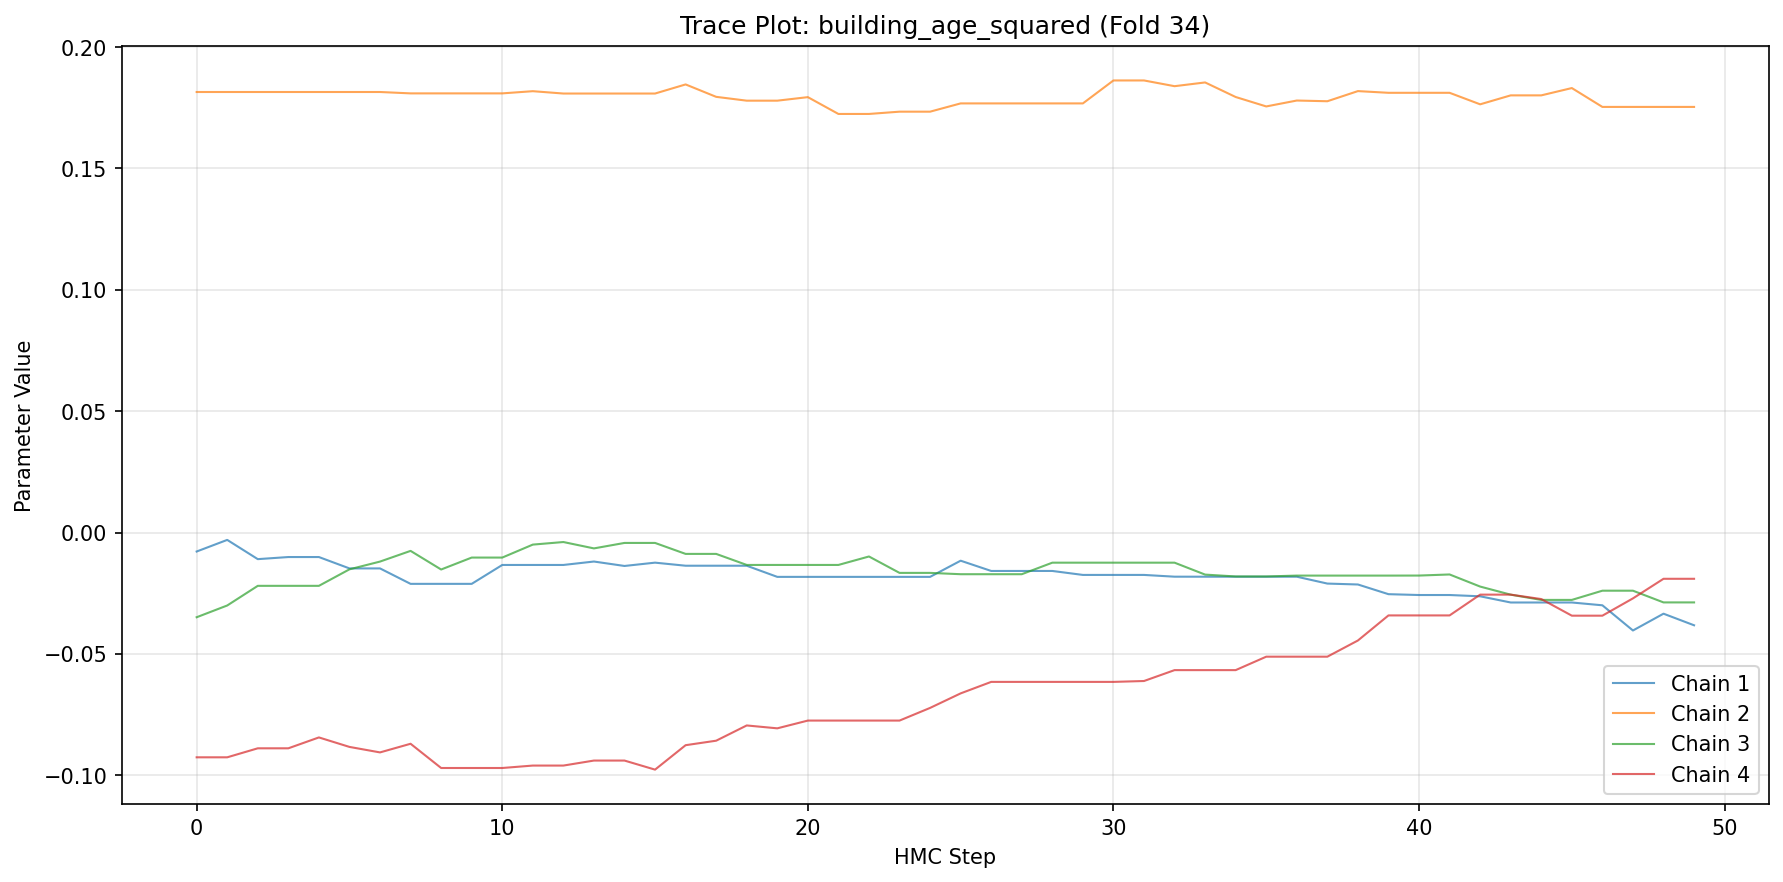 Trace Plot: building_age_squared (Fold 34)
Parameter Value
0.20
0.15
0.10
0.05
0.00
−0.05
−0.10
0 10 20 30 40 50
HMC Step
Chain 1
Chain 2
Chain 3
Chain 4